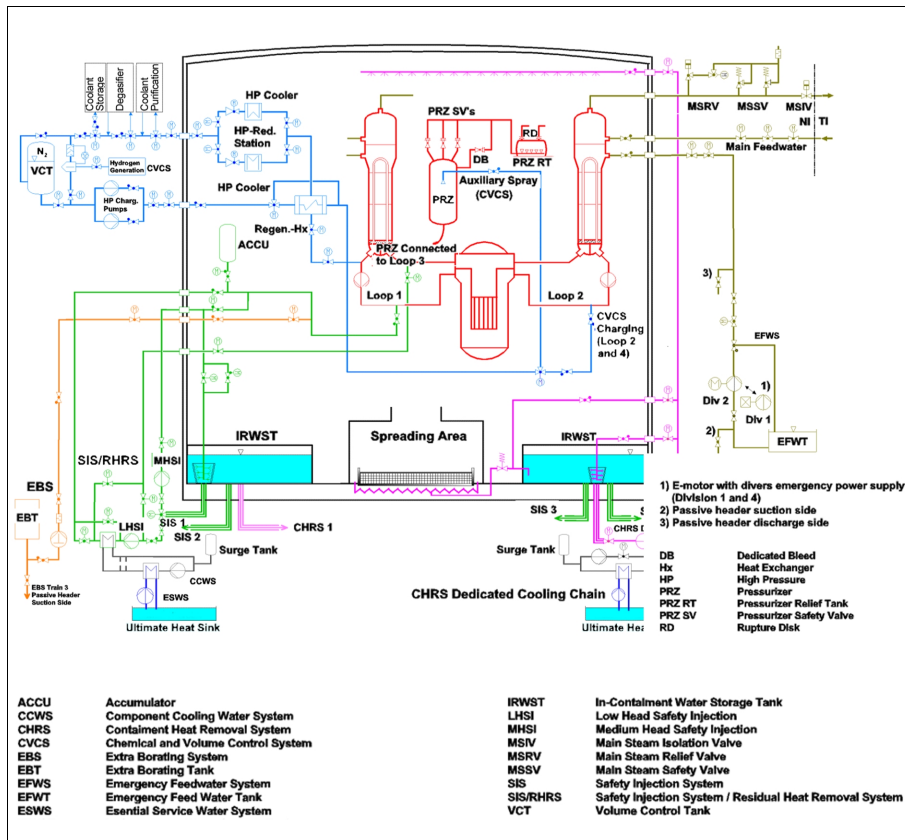 Coolant
Storage
Degasifier
Coolant
Purification
HP Cooler
HP-Red.
Station
N2
VCT
Hydrogen
Generation
CVCS
HP Cooler
HP Charg.
Pumps
Regen.-Hx
ACCU
PRZ SV's
RD
DB
PRZ RT
Auxiliary Spray
(CVCS)
PRZ
PRZ Connected
to Loop 3
Loop 1
Loop 2
CVCS
Charging
(Loop 2
and 4)
MSRV
MSSV
MSIV
NI
TI
Main Feedwater
3)
EFWS
1)
Div 2
Div 1
2)
EFWT
IRWST
Spreading Area
IRWST
SIS/RHRS
MHSI
EBS
EBT
LHSI
SIS 1
SIS 2
CHRS 1
SIS 3
CHRS
Surge Tank
CCWS
ESWS
Surge Tank
CHRS Dedicated Cooling Chain
Ultimate Heat Sink
Ultimate Hea
EBS Train 3
Passive Header
Suction Side
1) E-motor with divers emergency power supply
(Division 1 and 4)
2) Passive header suction side
3) Passive header discharge side
DB Dedicated Bleed
Hx Heat Exchanger
HP High Pressure
PRZ Pressurizer
PRZ RT Pressurizer Relief Tank
PRZ SV Pressurizer Safety Valve
RD Rupture Disk
ACCU Accumulator
CCWS Component Cooling Water System
CHRS Contaiment Heat Removal System
CVCS Chemical and Volume Control System
EBS Extra Borating System
EBT Extra Borating Tank
EFWS Emergency Feedwater System
EFWT Emergency Feed Water Tank
ESWS Esential Service Water System
IRWST In-Contaiment Water Storage Tank
LHSI Low Head Safety Injection
MHSI Medium Head Safety Injection
MSIV Main Steam Isolation Valve
MSRV Main Steam Relief Valve
MSSV Main Steam Safety Valve
SIS Safety Injection System
SIS/RHRS Safety Injection System / Residual Heat Removal System
VCT Volume Control Tank